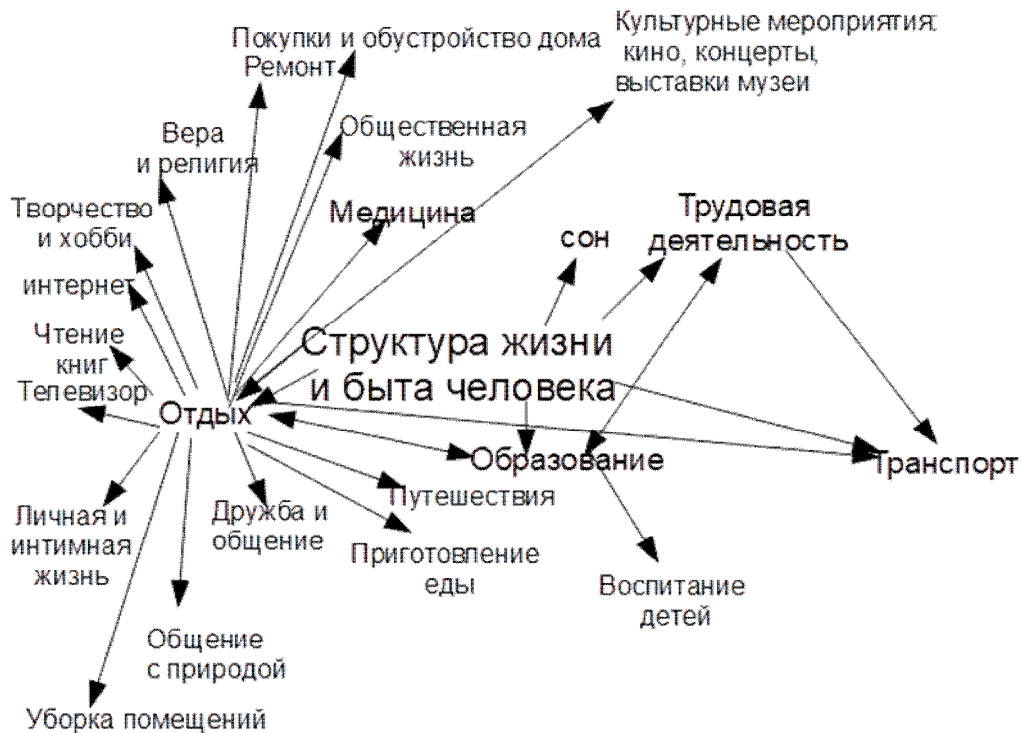 Культурные мероприятия:
кино, концерты,
выставки музеи
Покупки и обустройство дома
Ремонт
Общественная
жизнь
Вера
и религия
Творчество
и хобби
Медицина
Трудовая
деятельность
сон
интернет
Чтение
книг
Структура жизни
и быта человека
Телевизор
Отдых
Образование
Транспорт
Путешествия
Личная и
интимная
жизнь
Дружба и
общение
Приготовление
еды
Воспитание
детей
Общение
с природой
Уборка помещений